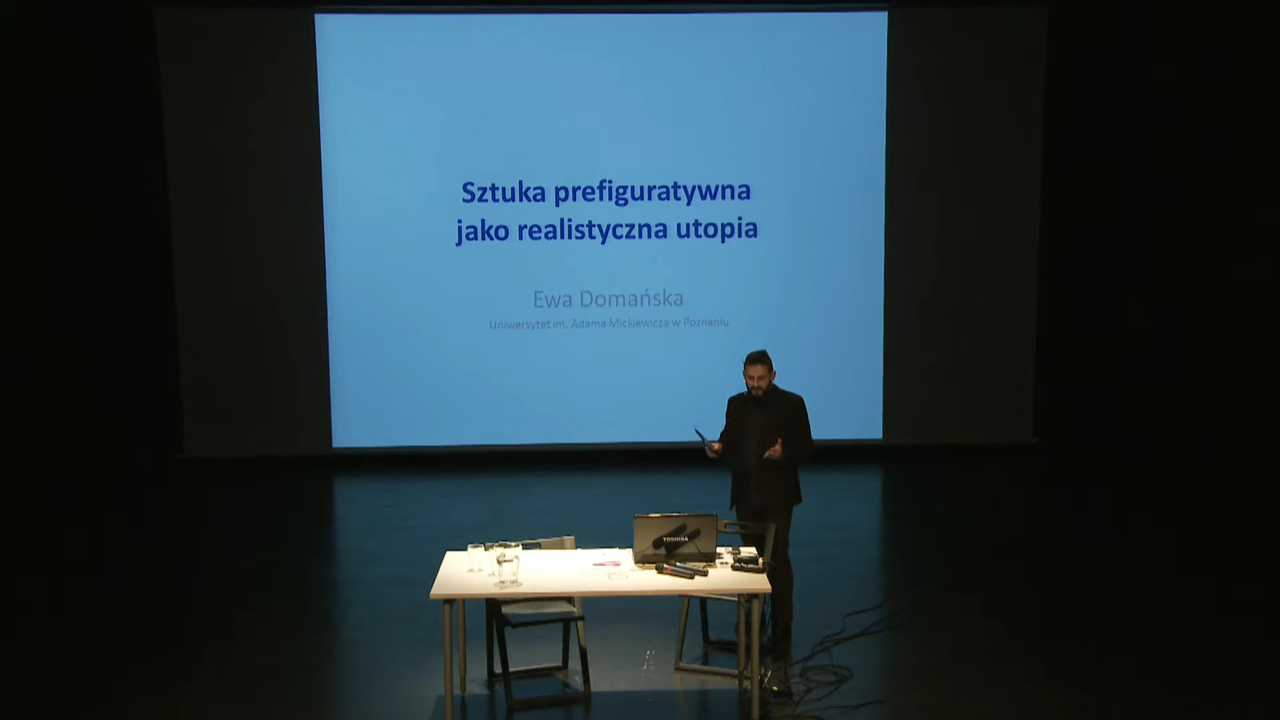 Sztuka prefiguratywna
jako realistyczna utopia
Ewa Domańska
Uniwersytet im. Adama Mickiewicza w Poznaniu
TOSHIBA